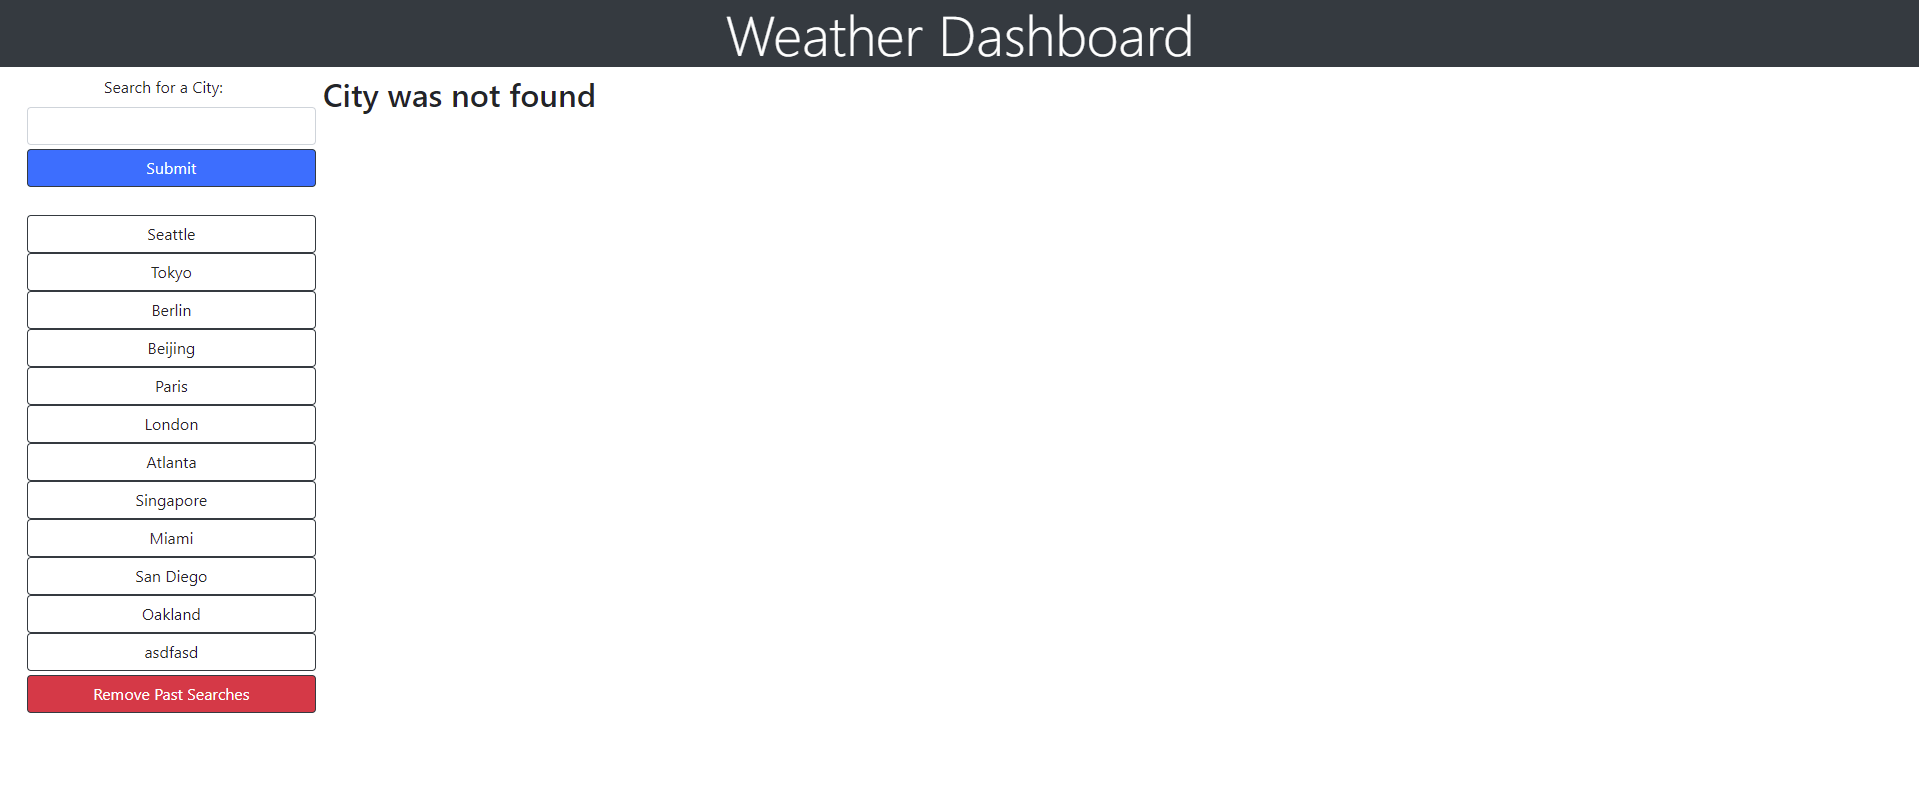 Weather Dashboard
Search for a City:
City was not found
Submit
Seattle
Tokyo
Berlin
Beijing
Paris
London
Atlanta
Singapore
Miami
San Diego
Oakland
asdfasd
Remove Past Searches